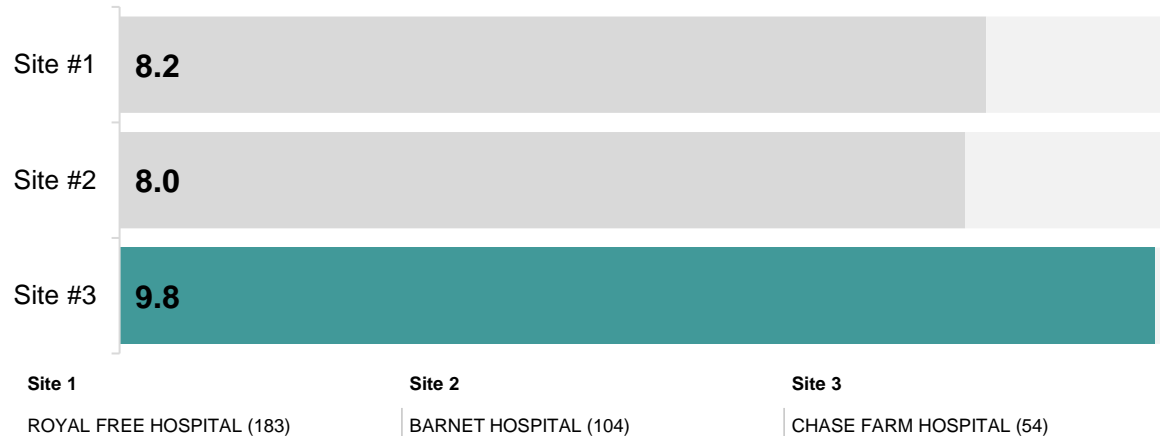 Site #1 8.2
Site #2 8.0
Site #3 9.8
Site 1 Site 2 Site 3
ROYAL FREE HOSPITAL (183) BARNET HOSPITAL (104) CHASE FARM HOSPITAL (54)